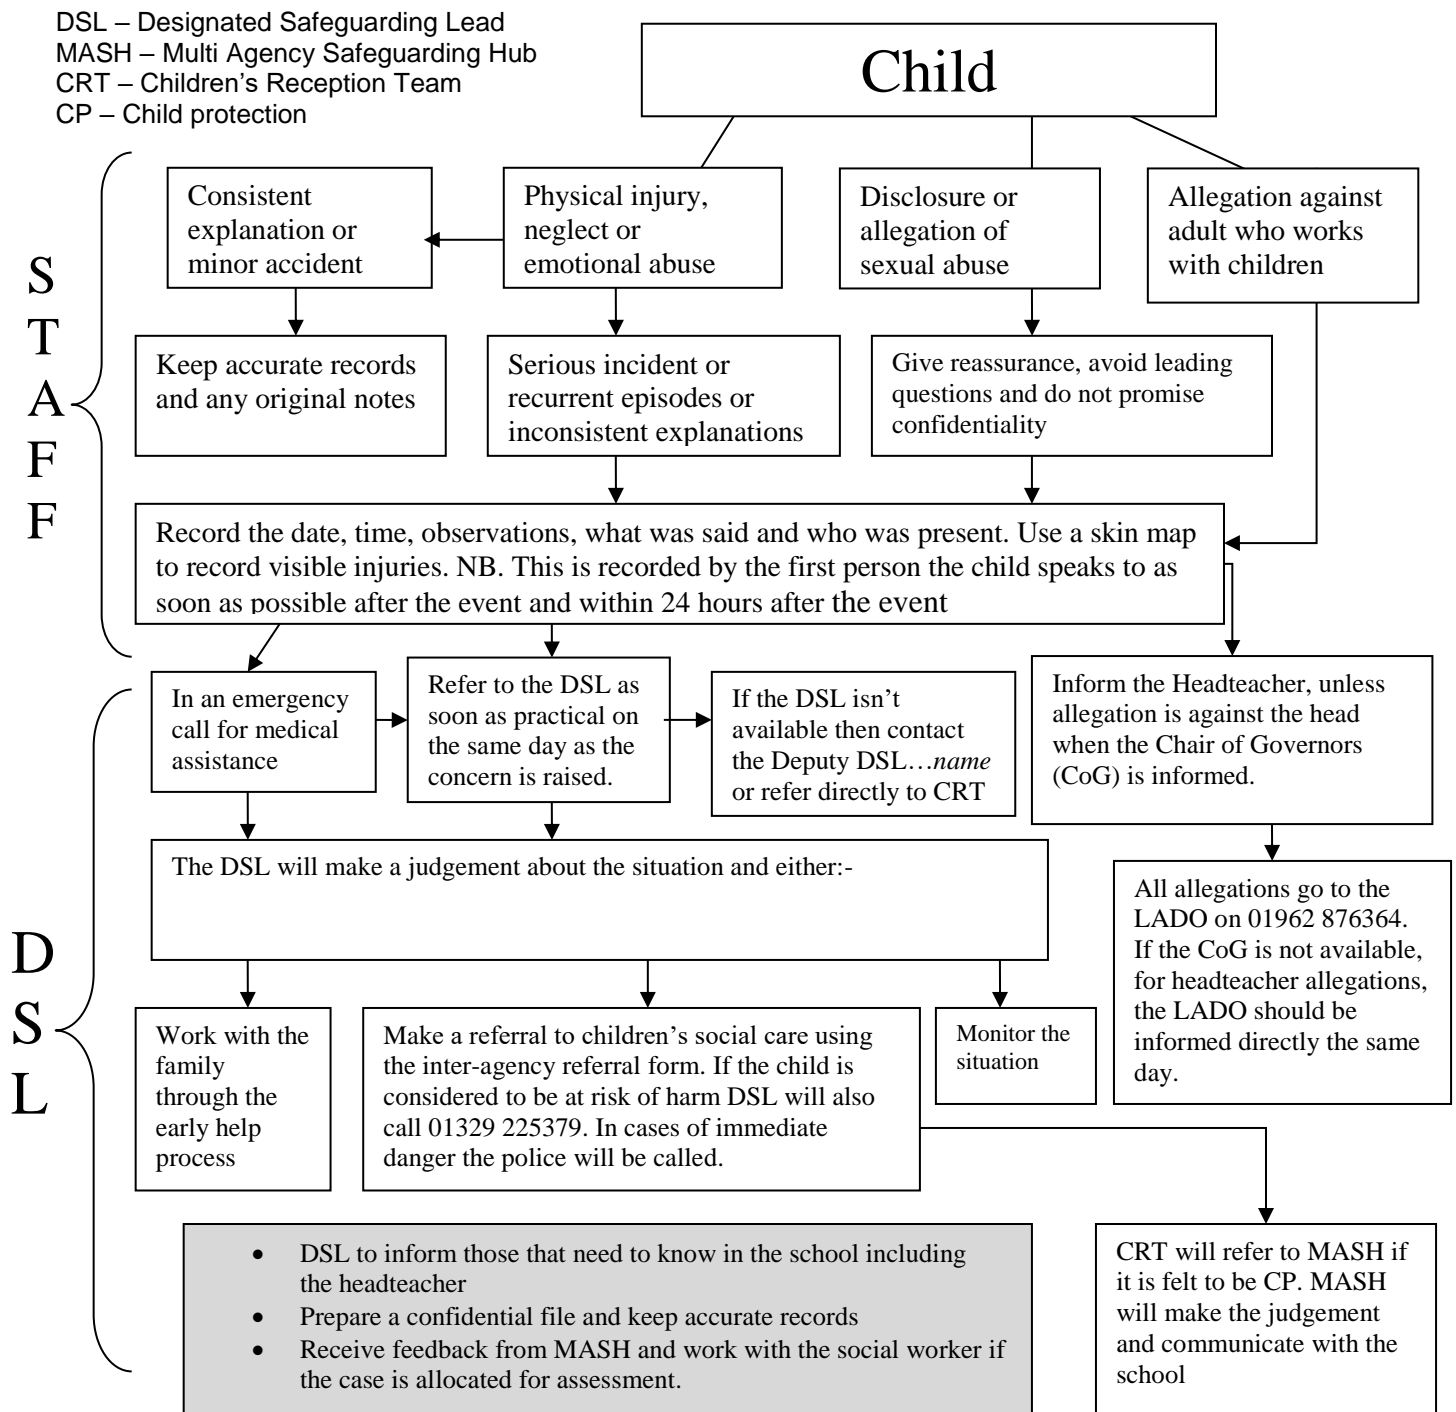 DSL – Designated Safeguarding Lead
MASH – Multi Agency Safeguarding Hub
CRT – Children's Reception Team
CP – Child protection
Child
STAFF
Consistent
explanation or
minor accident
Physical injury,
neglect or
emotional abuse
Disclosure or
allegation of
sexual abuse
Allegation against
adult who works
with children
Keep accurate records
and any original notes
Serious incident or
recurrent episodes or
inconsistent explanations
Give reassurance, avoid leading
questions and do not promise
confidentiality
Record the date, time, observations, what was said and who was present. Use a skin map
to record visible injuries. NB. This is recorded by the first person the child speaks to as
soon as possible after the event and within 24 hours after the event
DSL
In an emergency
call for medical
assistance
Refer to the DSL as
soon as practical on
the same day as the
concern is raised.
If the DSL isn't
available then contact
the Deputy DSL…name
or refer directly to CRT
Inform the Headteacher, unless
allegation is against the head
when the Chair of Governors
(CoG) is informed.
The DSL will make a judgement about the situation and either:-
All allegations go to the
LADO on 01962 876364.
If the CoG is not available,
for headteacher allegations,
the LADO should be
informed directly the same
day.
Work with the
family
through the
early help
process
Make a referral to children's social care using
the inter-agency referral form. If the child is
considered to be at risk of harm DSL will also
call 01329 225379. In cases of immediate
danger the police will be called.
Monitor the
situation
• DSL to inform those that need to know in the school including
the headteacher
• Prepare a confidential file and keep accurate records
• Receive feedback from MASH and work with the social worker if
the case is allocated for assessment.
CRT will refer to MASH if
it is felt to be CP. MASH
will make the judgement
and communicate with the
school